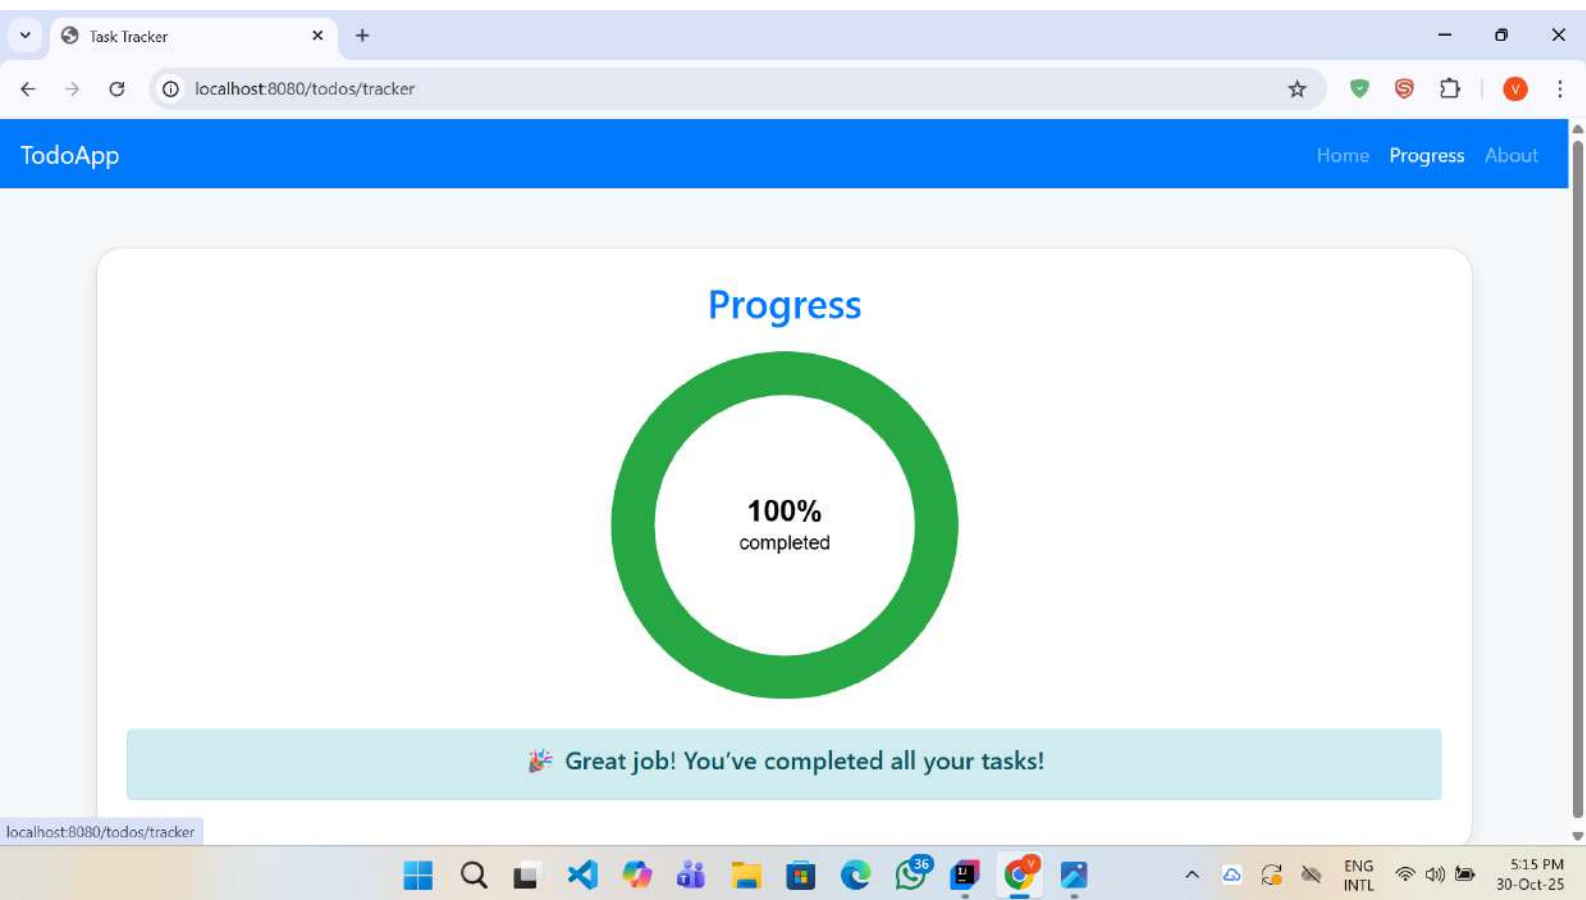 Task Tracker
localhost:8080/todos/tracker
V
TodoApp
Home Progress About
Progress
100%
completed
🎉 Great job! You've completed all your tasks!
localhost:8080/todos/tracker
36
V
ENG
INTL
5:15 PM
30-Oct-25